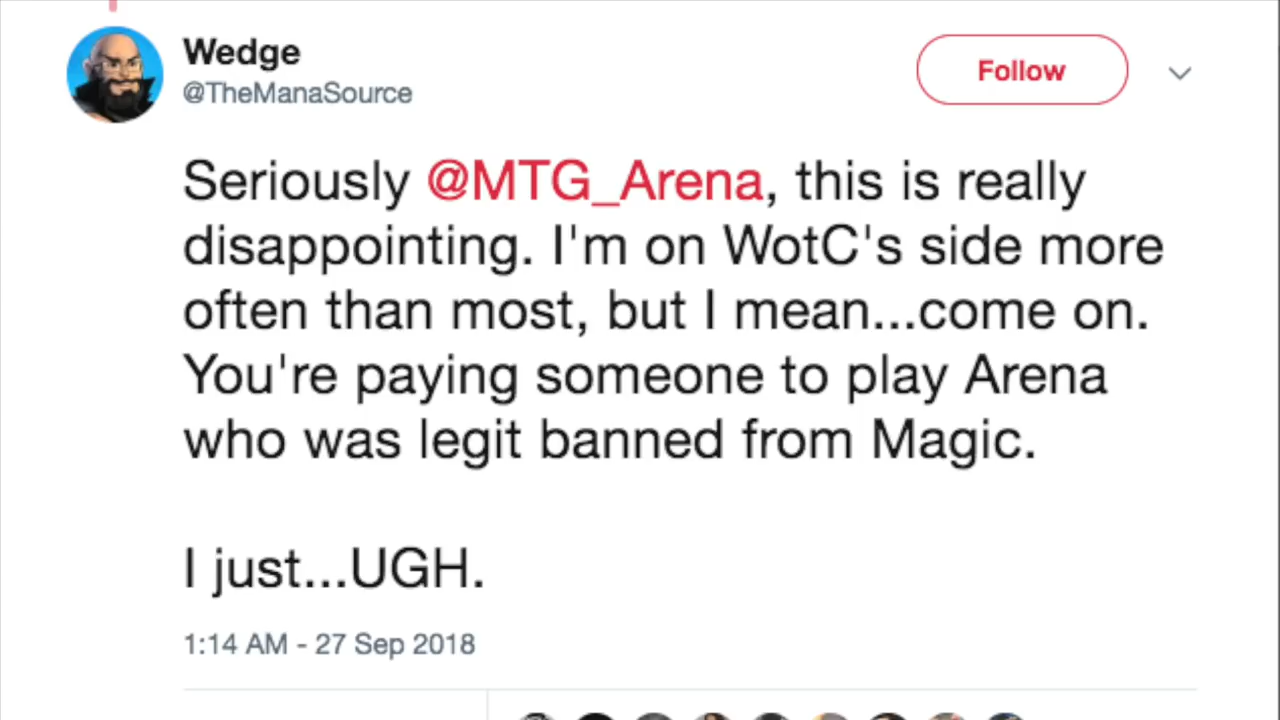 Wedge
@TheManaSource
Follow
Seriously @MTG_Arena, this is really
disappointing. I'm on WotC's side more
often than most, but I mean...come on.
You're paying someone to play Arena
who was legit banned from Magic.
I just...UGH.
1:14 AM - 27 Sep 2018